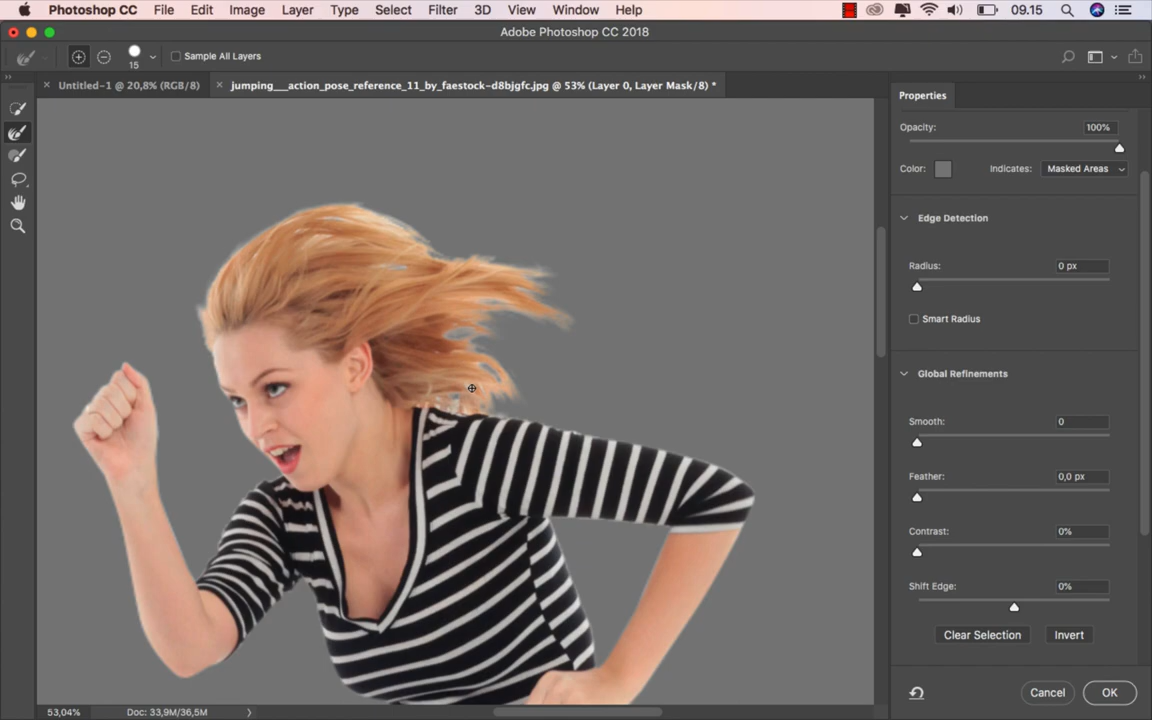 Photoshop CC File Edit Image Layer Type Select Filter 3D View Window Help 09.15
Adobe Photoshop CC 2018
15 Sample All Layers
Untitled-1 @ 20,8% (RGB/8) jumping___action_pose_reference_11_by_faestock-d8bjgfc.jpg @ 53% (Layer 0, Layer Mask/8) *
Properties
Opacity: 100%
Color: Indicates: Masked Areas
Edge Detection
Radius: 0 px
Smart Radius
Global Refinements
Smooth: 0
Feather: 0,0 px
Contrast: 0%
Shift Edge: 0%
Clear Selection Invert
Cancel OK
53,04% Doc: 33,9M/36,5M